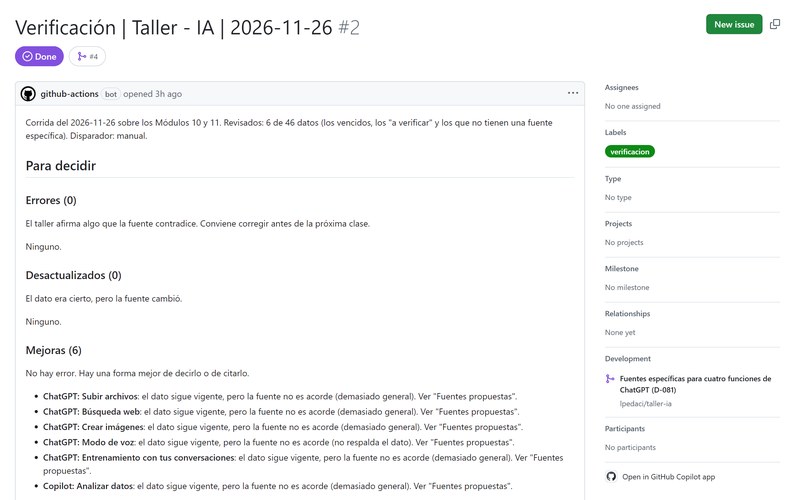 Verificación | Taller - IA | 2026-11-26 #2
New issue
Done
#4
github-actions bot opened 3h ago
Corrida del 2026-11-26 sobre los Módulos 10 y 11. Revisados: 6 de 46 datos (los vencidos, los "a verificar" y los que no tienen una fuente
específica). Disparador: manual.
Para decidir
Errores (0)
El taller afirma algo que la fuente contradice. Conviene corregir antes de la próxima clase.
Ninguno.
Desactualizados (0)
El dato era cierto, pero la fuente cambió.
Ninguno.
Mejoras (6)
No hay error. Hay una forma mejor de decirlo o de citarlo.
ChatGPT: Subir archivos: el dato sigue vigente, pero la fuente no es acorde (demasiado general). Ver "Fuentes propuestas".
ChatGPT: Búsqueda web: el dato sigue vigente, pero la fuente no es acorde (demasiado general). Ver "Fuentes propuestas".
ChatGPT: Crear imágenes: el dato sigue vigente, pero la fuente no es acorde (demasiado general). Ver "Fuentes propuestas".
ChatGPT: Modo de voz: el dato sigue vigente, pero la fuente no es acorde (no respalda el dato). Ver "Fuentes propuestas".
ChatGPT: Entrenamiento con tus conversaciones: el dato sigue vigente, pero la fuente no es acorde (demasiado general). Ver "Fuentes
propuestas".
Copilot: Analizar datos: el dato sigue vigente, pero la fuente no es acorde (demasiado general). Ver "Fuentes propuestas".
Assignees
No one assigned
Labels
verificacion
Type
No type
Projects
No projects
Milestone
No milestone
Relationships
None yet
Development
Fuentes específicas para cuatro funciones de
ChatGPT (D-081)
lpedaci/taller-ia
Participants
No participants
Open in GitHub Copilot app